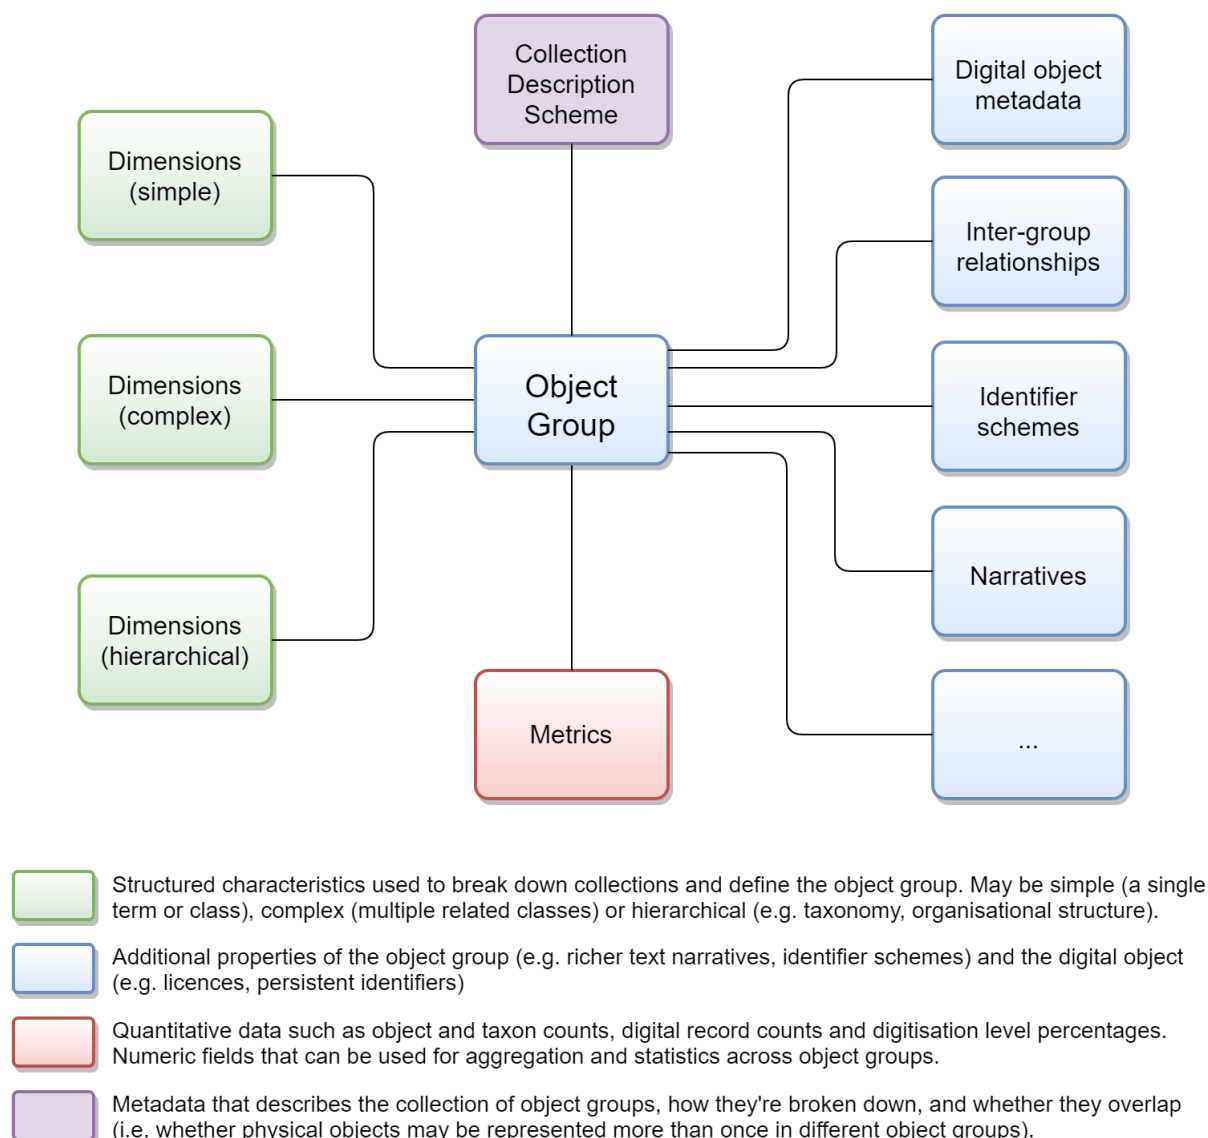 Collection
Description
Scheme
Digital object
metadata
Dimensions
(simple)
Inter-group
relationships
Dimensions
(complex)
Object
Group
Identifier
schemes
Narratives
Dimensions
(hierarchical)
Metrics
...
Structured characteristics used to break down collections and define the object group. May be simple (a single
term or class), complex (multiple related classes) or hierarchical (e.g. taxonomy, organisational structure).
Additional properties of the object group (e.g. richer text narratives, identifier schemes) and the digital object
(e.g. licences, persistent identifiers)
Quantitative data such as object and taxon counts, digital record counts and digitisation level percentages.
Numeric fields that can be used for aggregation and statistics across object groups.
Metadata that describes the collection of object groups, how they're broken down, and whether they overlap
(i.e. whether physical objects may be represented more than once in different object groups).